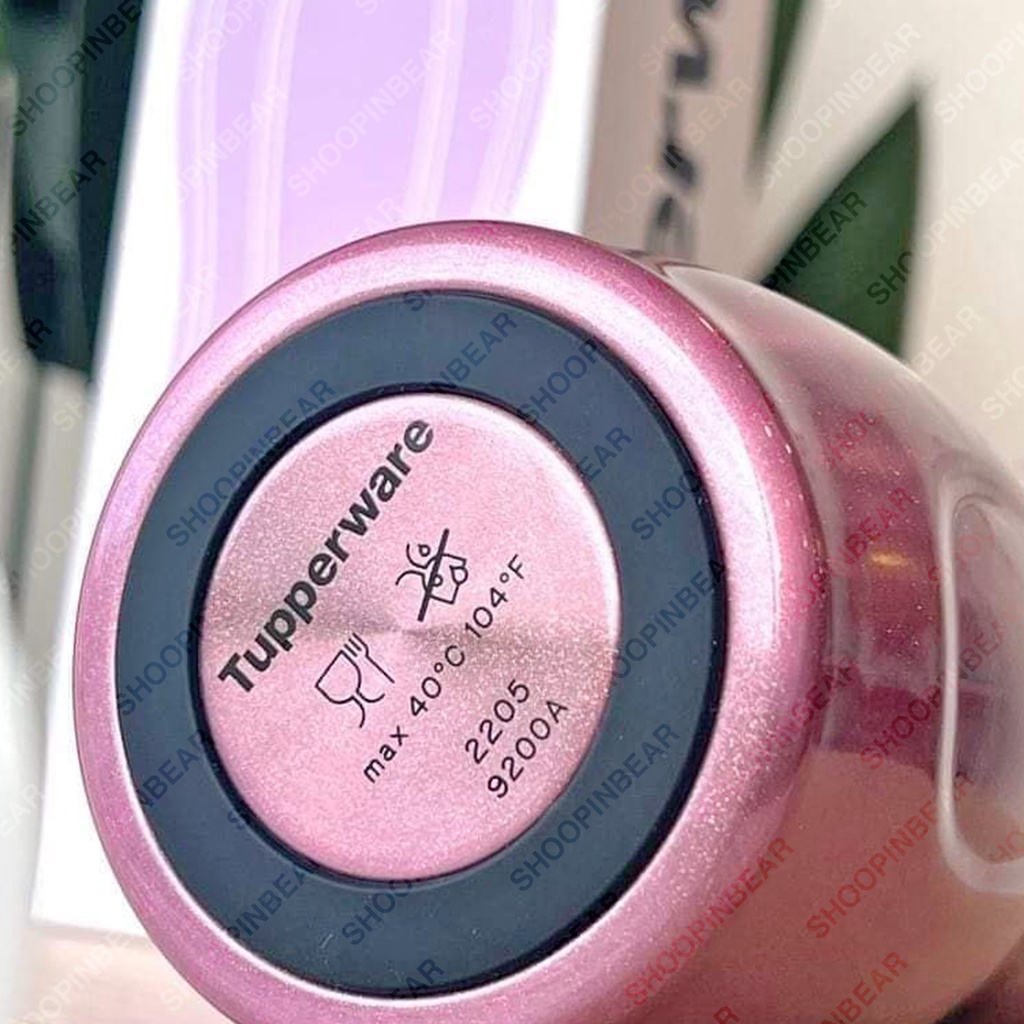 Tupperware
max 40°C 104°F
2205
9200A
SHOOPINBEAR